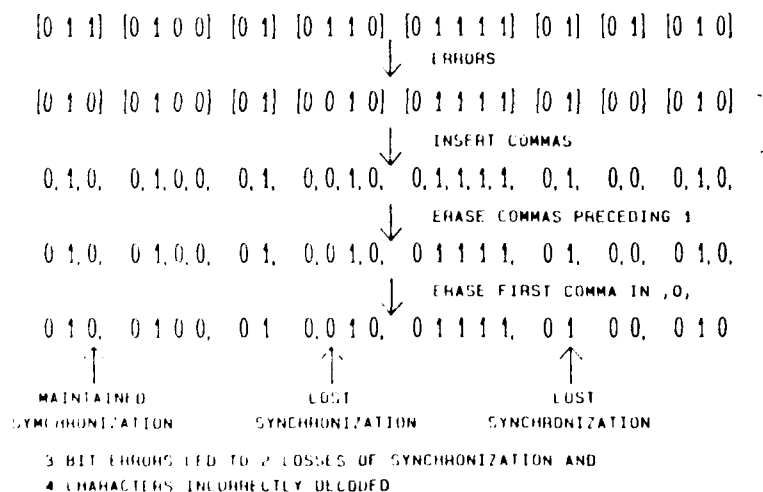 [0 1 1] [0 1 0 0] [0 1] [0 1 1 0] [0 1 1 1 1] [0 1] [0 1] [0 1 0]
ERRORS
[0 1 0] [0 1 0 0] [0 1] [0 0 1 0] [0 1 1 1 1] [0 1] [0 0] [0 1 0]
INSERT COMMAS
0,1,0, 0,1,0,0, 0,1, 0,0,1,0, 0,1,1,1,1, 0,1, 0,0, 0,1,0,
ERASE COMMAS PRECEDING 1
0 1,0, 0 1,0,0, 0 1, 0,0 1,0, 0 1 1 1 1, 0 1, 0,0, 0 1,0,
ERASE FIRST COMMA IN ,0,
0 1 0, 0 1 0 0, 0 1 0,0 1 0, 0 1 1 1 1, 0 1 0 0, 0 1 0
MAINTAINED LOST LOST
SYMCHRONIZATION SYNCHRONIZATION SYNCHRONIZATION
3 BIT ERRORS LED TO 2 LOSSES OF SYNCHRONIZATION AND
4 CHARACTERS INCORRECTLY DECODED